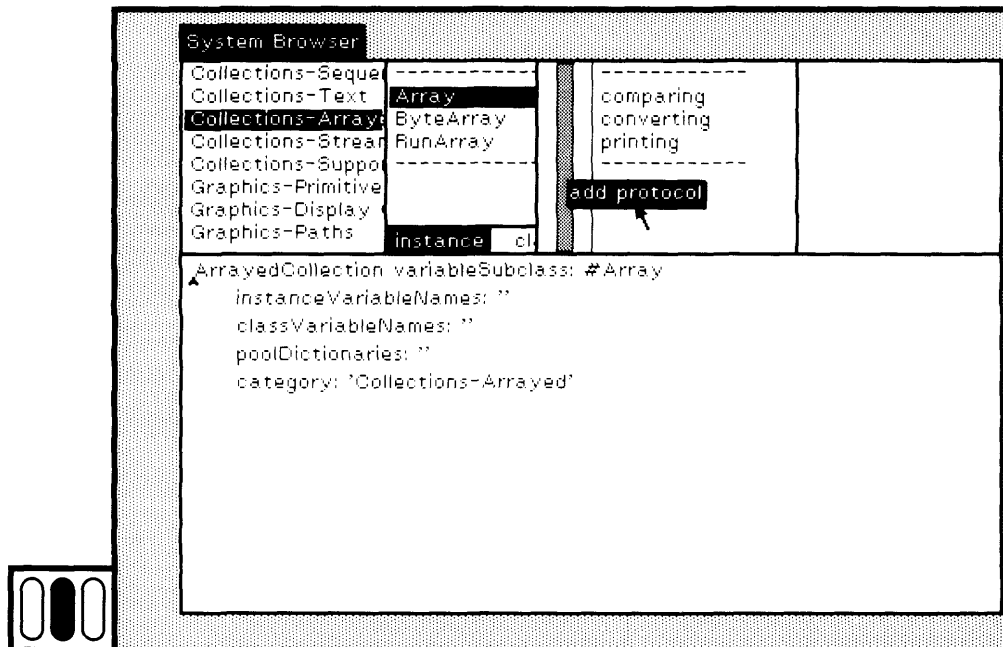 System Browser
Collections-Seque
Collections-Text
Collections-Array
Collections-Stream
Collections-Suppo
Graphics-Primitive
Graphics-Display
Graphics-Paths
------------
Array
ByteArray
RunArray
------------
instance cl
------------
comparing
converting
printing
------------
add protocol
ArrayedCollection variableSubclass: #Array
instanceVariableNames: ''
classVariableNames: ''
poolDictionaries: ''
category: 'Collections-Arrayed'